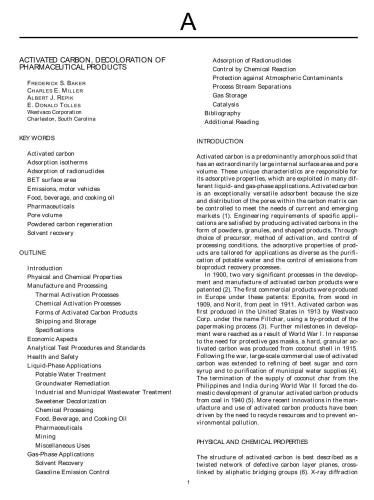 A
ACTIVATED CARBON, DECOLORATION OF
PHARMACEUTICAL PRODUCTS
FREDERICK S. BAKER
CHARLES E. MILLER
ALBERT J. REPIK
E. DONALD TOLLES
Westvaco Corporation
Charleston, South Carolina
KEY WORDS
Activated carbon
Adsorption isotherms
Adsorption of radionuclides
BET surface area
Emissions, motor vehicles
Food, beverage, and cooking oil
Pharmaceuticals
Pore volume
Powdered carbon regeneration
Solvent recovery
OUTLINE
Introduction
Physical and Chemical Properties
Manufacture and Processing
Thermal Activation Processes
Chemical Activation Processes
Forms of Activated Carbon Products
Shipping and Storage
Specifications
Economic Aspects
Analytical Test Procedures and Standards
Health and Safety
Liquid-Phase Applications
Potable Water Treatment
Groundwater Remediation
Industrial and Municipal Wastewater Treatment
Sweetener Decolorization
Chemical Processing
Food, Beverage, and Cooking Oil
Pharmaceuticals
Mining
Miscellaneous Uses
Gas-Phase Applications
Solvent Recovery
Gasoline Emission Control
Adsorption of Radionuclides
Control by Chemical Reaction
Protection against Atmospheric Contaminants
Process Stream Separations
Gas Storage
Catalysis
Bibliography
Additional Reading
INTRODUCTION
Activated carbon is a predominantly amorphous solid that
has an extraordinarily large internal surface area and pore
volume. These unique characteristics are responsible for
its adsorptive properties, which are exploited in many dif-
ferent liquid- and gas-phase applications. Activated carbon
is an exceptionally versatile adsorbent because the size
and distribution of the pores within the carbon matrix can
be controlled to meet the needs of current and emerging
markets (1). Engineering requirements of specific appli-
cations are satisfied by producing activated carbons in the
form of powders, granules, and shaped products. Through
choice of precursor, method of activation, and control of
processing conditions, the adsorptive properties of prod-
ucts are tailored for applications as diverse as the purifi-
cation of potable water and the control of emissions from
bioproduct recovery processes.
In 1900, two very significant processes in the develop-
ment and manufacture of activated carbon products were
patented (2). The first commercial products were produced
in Europe under these patents: Eponite, from wood in
1909, and Norit, from peat in 1911. Activated carbon was
first produced in the United States in 1913 by Westvaco
Corp. under the name Filtchar, using a by-product of the
papermaking process (3). Further milestones in develop-
ment were reached as a result of World War I. In response
to the need for protective gas masks, a hard, granular ac-
tivated carbon was produced from coconut shell in 1915.
Following the war, large-scale commercial use of activated
carbon was extended to refining of beet sugar and corn
syrup and to purification of municipal water supplies (4).
The termination of the supply of coconut char from the
Philippines and India during World War II forced the do-
mestic development of granular activated carbon products
from coal in 1940 (5). More recent innovations in the man-
ufacture and use of activated carbon products have been
driven by the need to recycle resources and to prevent en-
vironmental pollution.
PHYSICAL AND CHEMICAL PROPERTIES
The structure of activated carbon is best described as a
twisted network of defective carbon layer planes, cross-
linked by aliphatic bridging groups (6). X-ray diffraction
1